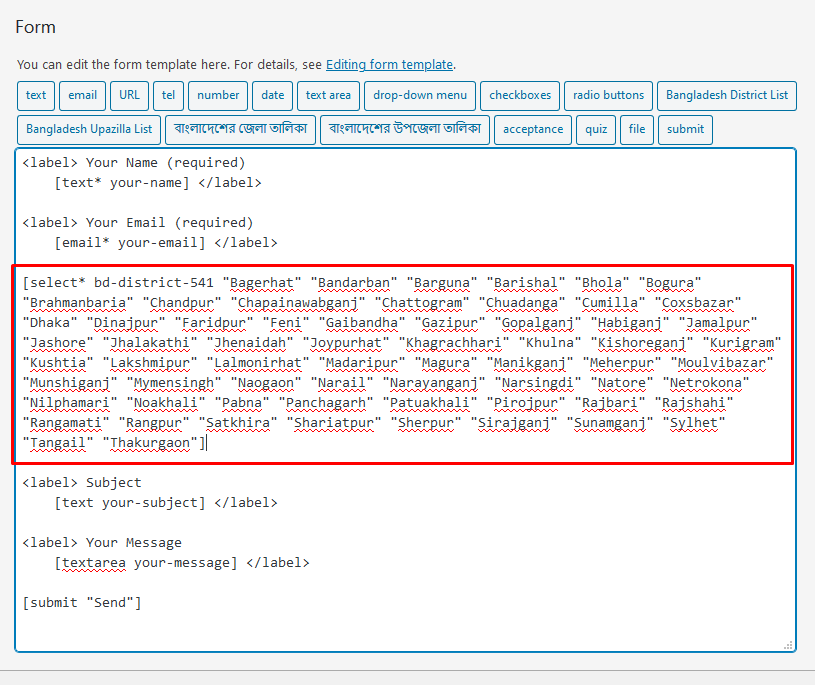 Form
You can edit the form template here. For details, see Editing form template.
text email URL tel number date text area drop-down menu checkboxes radio buttons Bangladesh District List
Bangladesh Upazilla List বাংলাদেশের জেলা তালিকা বাংলাদেশের উপজেলা তালিকা acceptance quiz file submit
<label> Your Name (required)
    [text* your-name] </label>
<label> Your Email (required)
    [email* your-email] </label>
[select* bd-district-541 "Bagerhat" "Bandarban" "Barguna" "Barishal" "Bhola" "Bogura"
"Brahmanbaria" "Chandpur" "Chapainawabganj" "Chattogram" "Chuadanga" "Cumilla" "Coxsbazar"
"Dhaka" "Dinajpur" "Faridpur" "Feni" "Gaibandha" "Gazipur" "Gopalganj" "Habiganj" "Jamalpur"
"Jashore" "Jhalakathi" "Jhenaidah" "Joypurhat" "Khagrachhari" "Khulna" "Kishoreganj" "Kurigram"
"Kushtia" "Lakshmipur" "Lalmonirhat" "Madaripur" "Magura" "Manikganj" "Meherpur" "Moulvibazar"
"Munshiganj" "Mymensingh" "Naogaon" "Narail" "Narayanganj" "Narsingdi" "Natore" "Netrokona"
"Nilphamari" "Noakhali" "Pabna" "Panchagarh" "Patuakhali" "Pirojpur" "Rajbari" "Rajshahi"
"Rangamati" "Rangpur" "Satkhira" "Shariatpur" "Sherpur" "Sirajganj" "Sunamganj" "Sylhet"
"Tangail" "Thakurgaon"]
<label> Subject
    [text your-subject] </label>
<label> Your Message
    [textarea your-message] </label>
[submit "Send"]